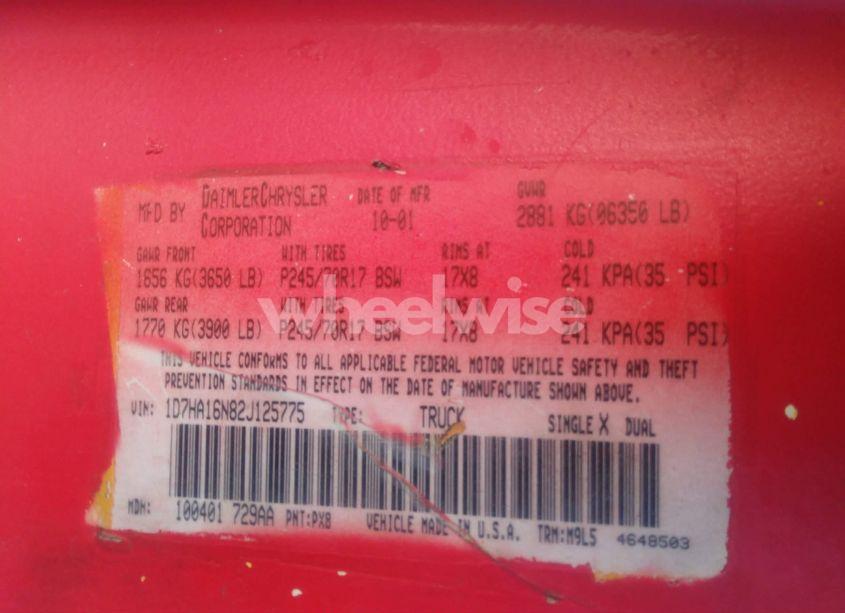 MFD BY DAIMLERCHRYSLER CORPORATION DATE OF MFR 10-01 GVWR 2881 KG(06350 LB)
GAWR FRONT WITH TIRES RIMS AT COLD
1656 KG(3650 LB) P245/70R17 BSW 17X8 241 KPA(35 PSI)
GAWR REAR WITH TIRES RIMS AT COLD
1770 KG(3900 LB) P245/70R17 BSW 17X8 241 KPA(35 PSI)
wheelwise
THIS VEHICLE CONFORMS TO ALL APPLICABLE FEDERAL MOTOR VEHICLE SAFETY AND THEFT
PREVENTION STANDARDS IN EFFECT ON THE DATE OF MANUFACTURE SHOWN ABOVE.
VIN: 1D7HA16N82J125775 TYPE: TRUCK SINGLE X DUAL
MDH: 100401 729AA PNT:PX8 VEHICLE MADE IN U.S.A. TRM:M9L5 4648503